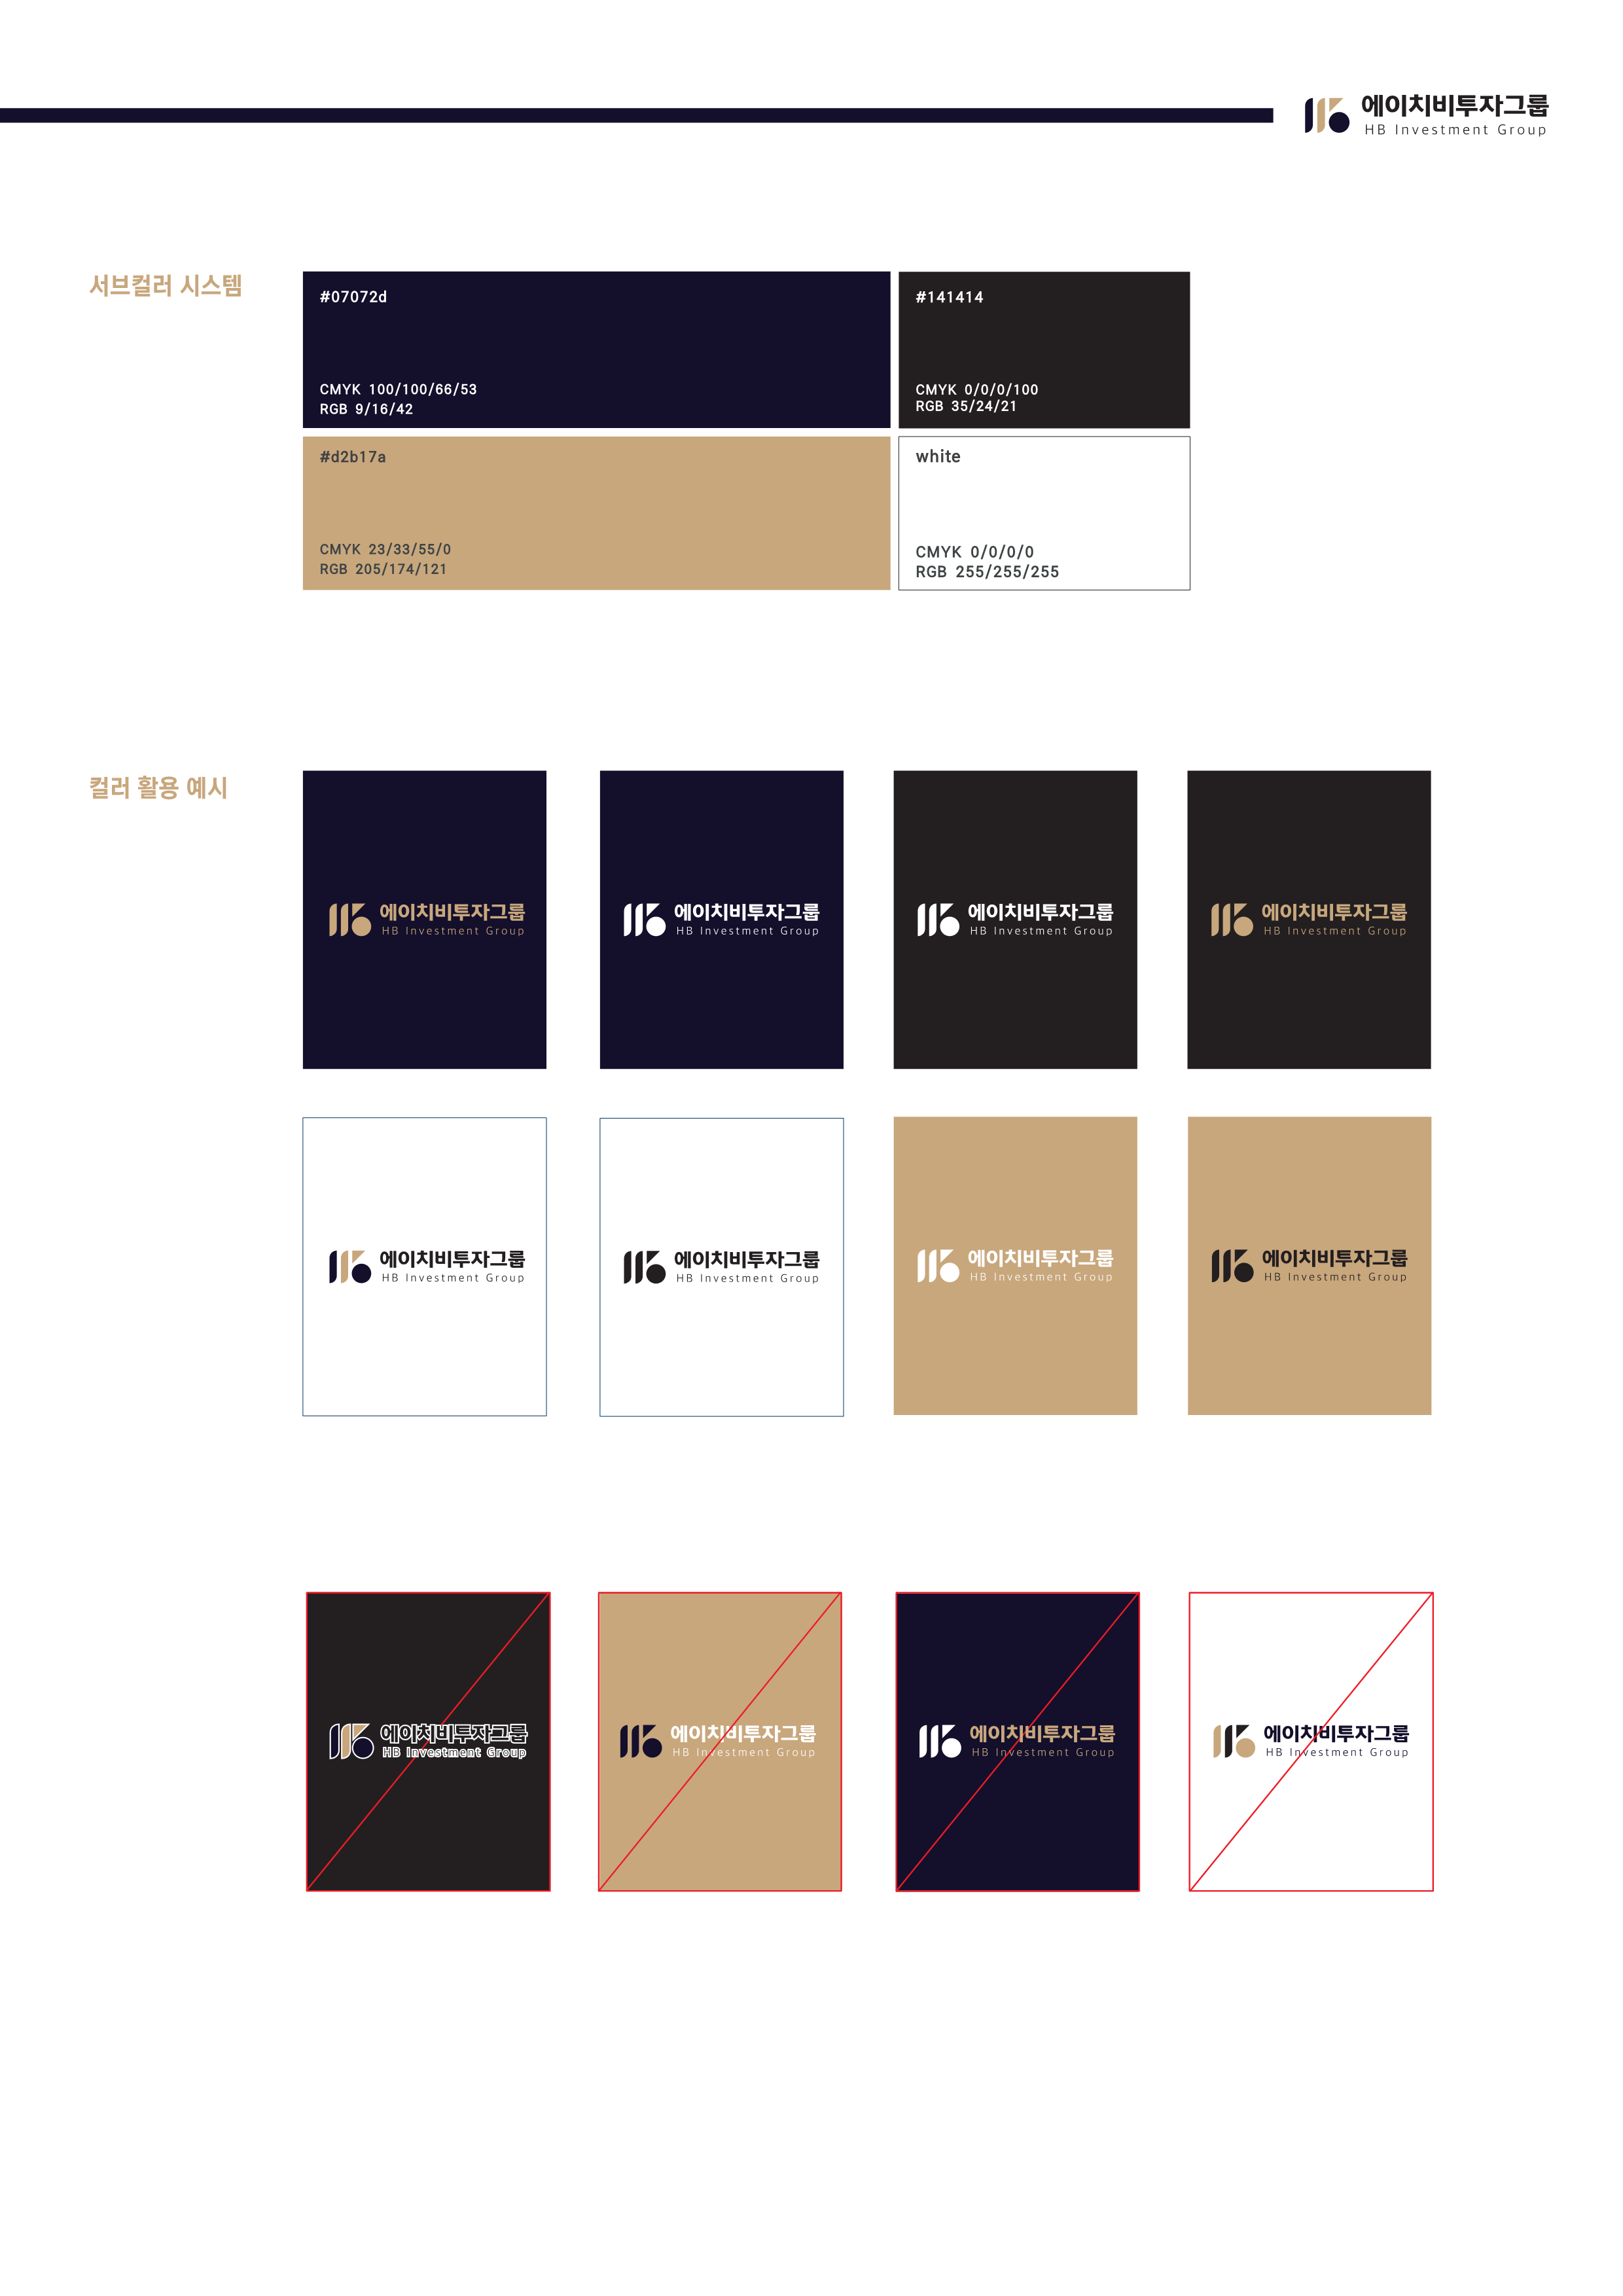 에이치비투자그룹
HB Investment Group
서브컬러 시스템
#07072d
CMYK 100/100/66/53
RGB 9/16/42
#141414
CMYK 0/0/0/100
RGB 35/24/21
#d2b17a
CMYK 23/33/55/0
RGB 205/174/121
white
CMYK 0/0/0/0
RGB 255/255/255
컬러 활용 예시
에이치비투자그룹
HB Investment Group
에이치비투자그룹
HB Investment Group
에이치비투자그룹
HB Investment Group
에이치비투자그룹
HB Investment Group
에이치비투자그룹
HB Investment Group
에이치비투자그룹
HB Investment Group
에이치비투자그룹
HB Investment Group
에이치비투자그룹
HB Investment Group
에이치비투자그룹
HB Investment Group
에이치비투자그룹
HB Investment Group
에이치비투자그룹
HB Investment Group
에이치비투자그룹
HB Investment Group